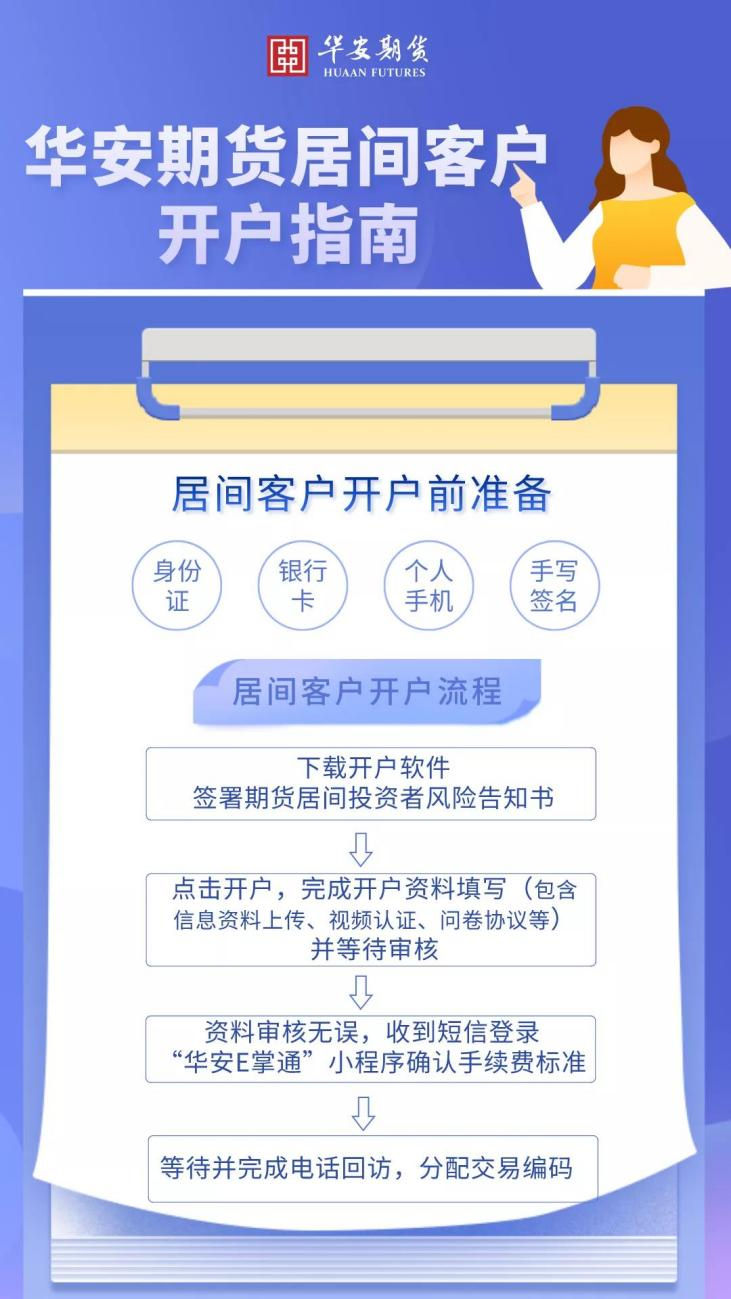 华安期货
HUAAN FUTURES
华安期货居间客户
开户指南
居间客户开户前准备
身份
证
银行
卡
个人
手机
手写
签名
居间客户开户流程
下载开户软件
签署期货居间投资者风险告知书
点击开户，完成开户资料填写（包含
信息资料上传、视频认证、问卷协议等）
并等待审核
资料审核无误，收到短信登录
“华安E掌通”小程序确认手续费标准
等待并完成电话回访，分配交易编码